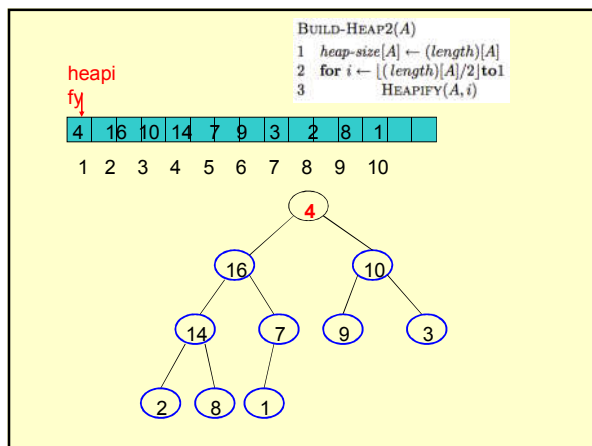 BUILD-HEAP2(A)
1 heap-size[A] ← (length)[A]
2 for i ← ⌊(length)[A]/2⌋to1
3 HEAPIFY(A, i)
heapi
fy
4 16 10 14 7 9 3 2 8 1
1 2 3 4 5 6 7 8 9 10
4
16 10
14 7 9 3
2 8 1